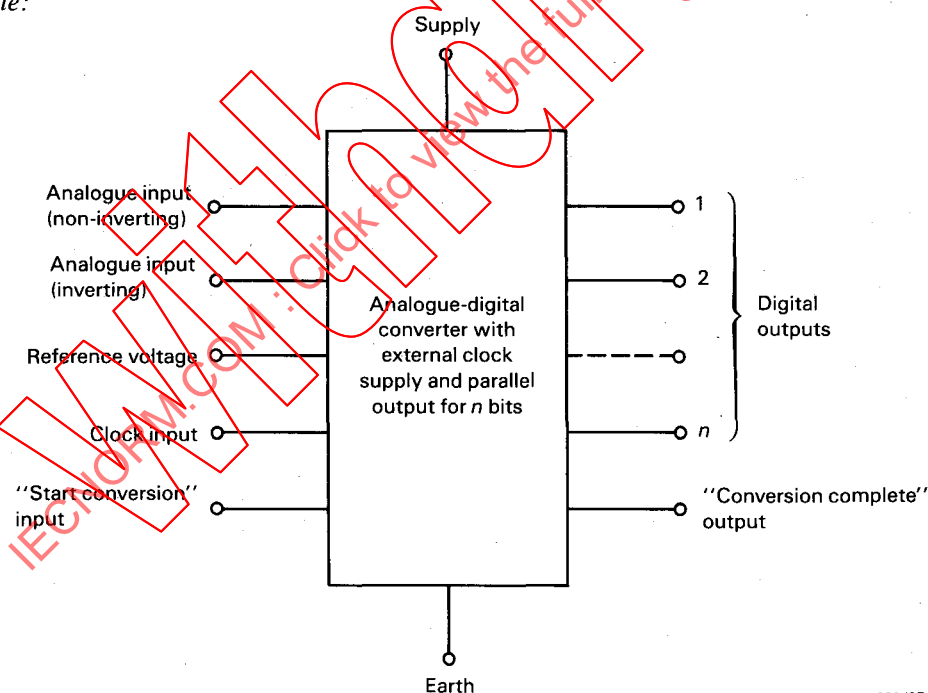 le:
Supply
Analogue input
(non-inverting)
Analogue input
(inverting)
Reference voltage
Clock input
"Start conversion"
input
Analogue-digital
converter with
external clock
supply and parallel
output for n bits
1
2
n
Digital
outputs
"Conversion complete"
output
Earth
IECNORM.COM : Click to view the full